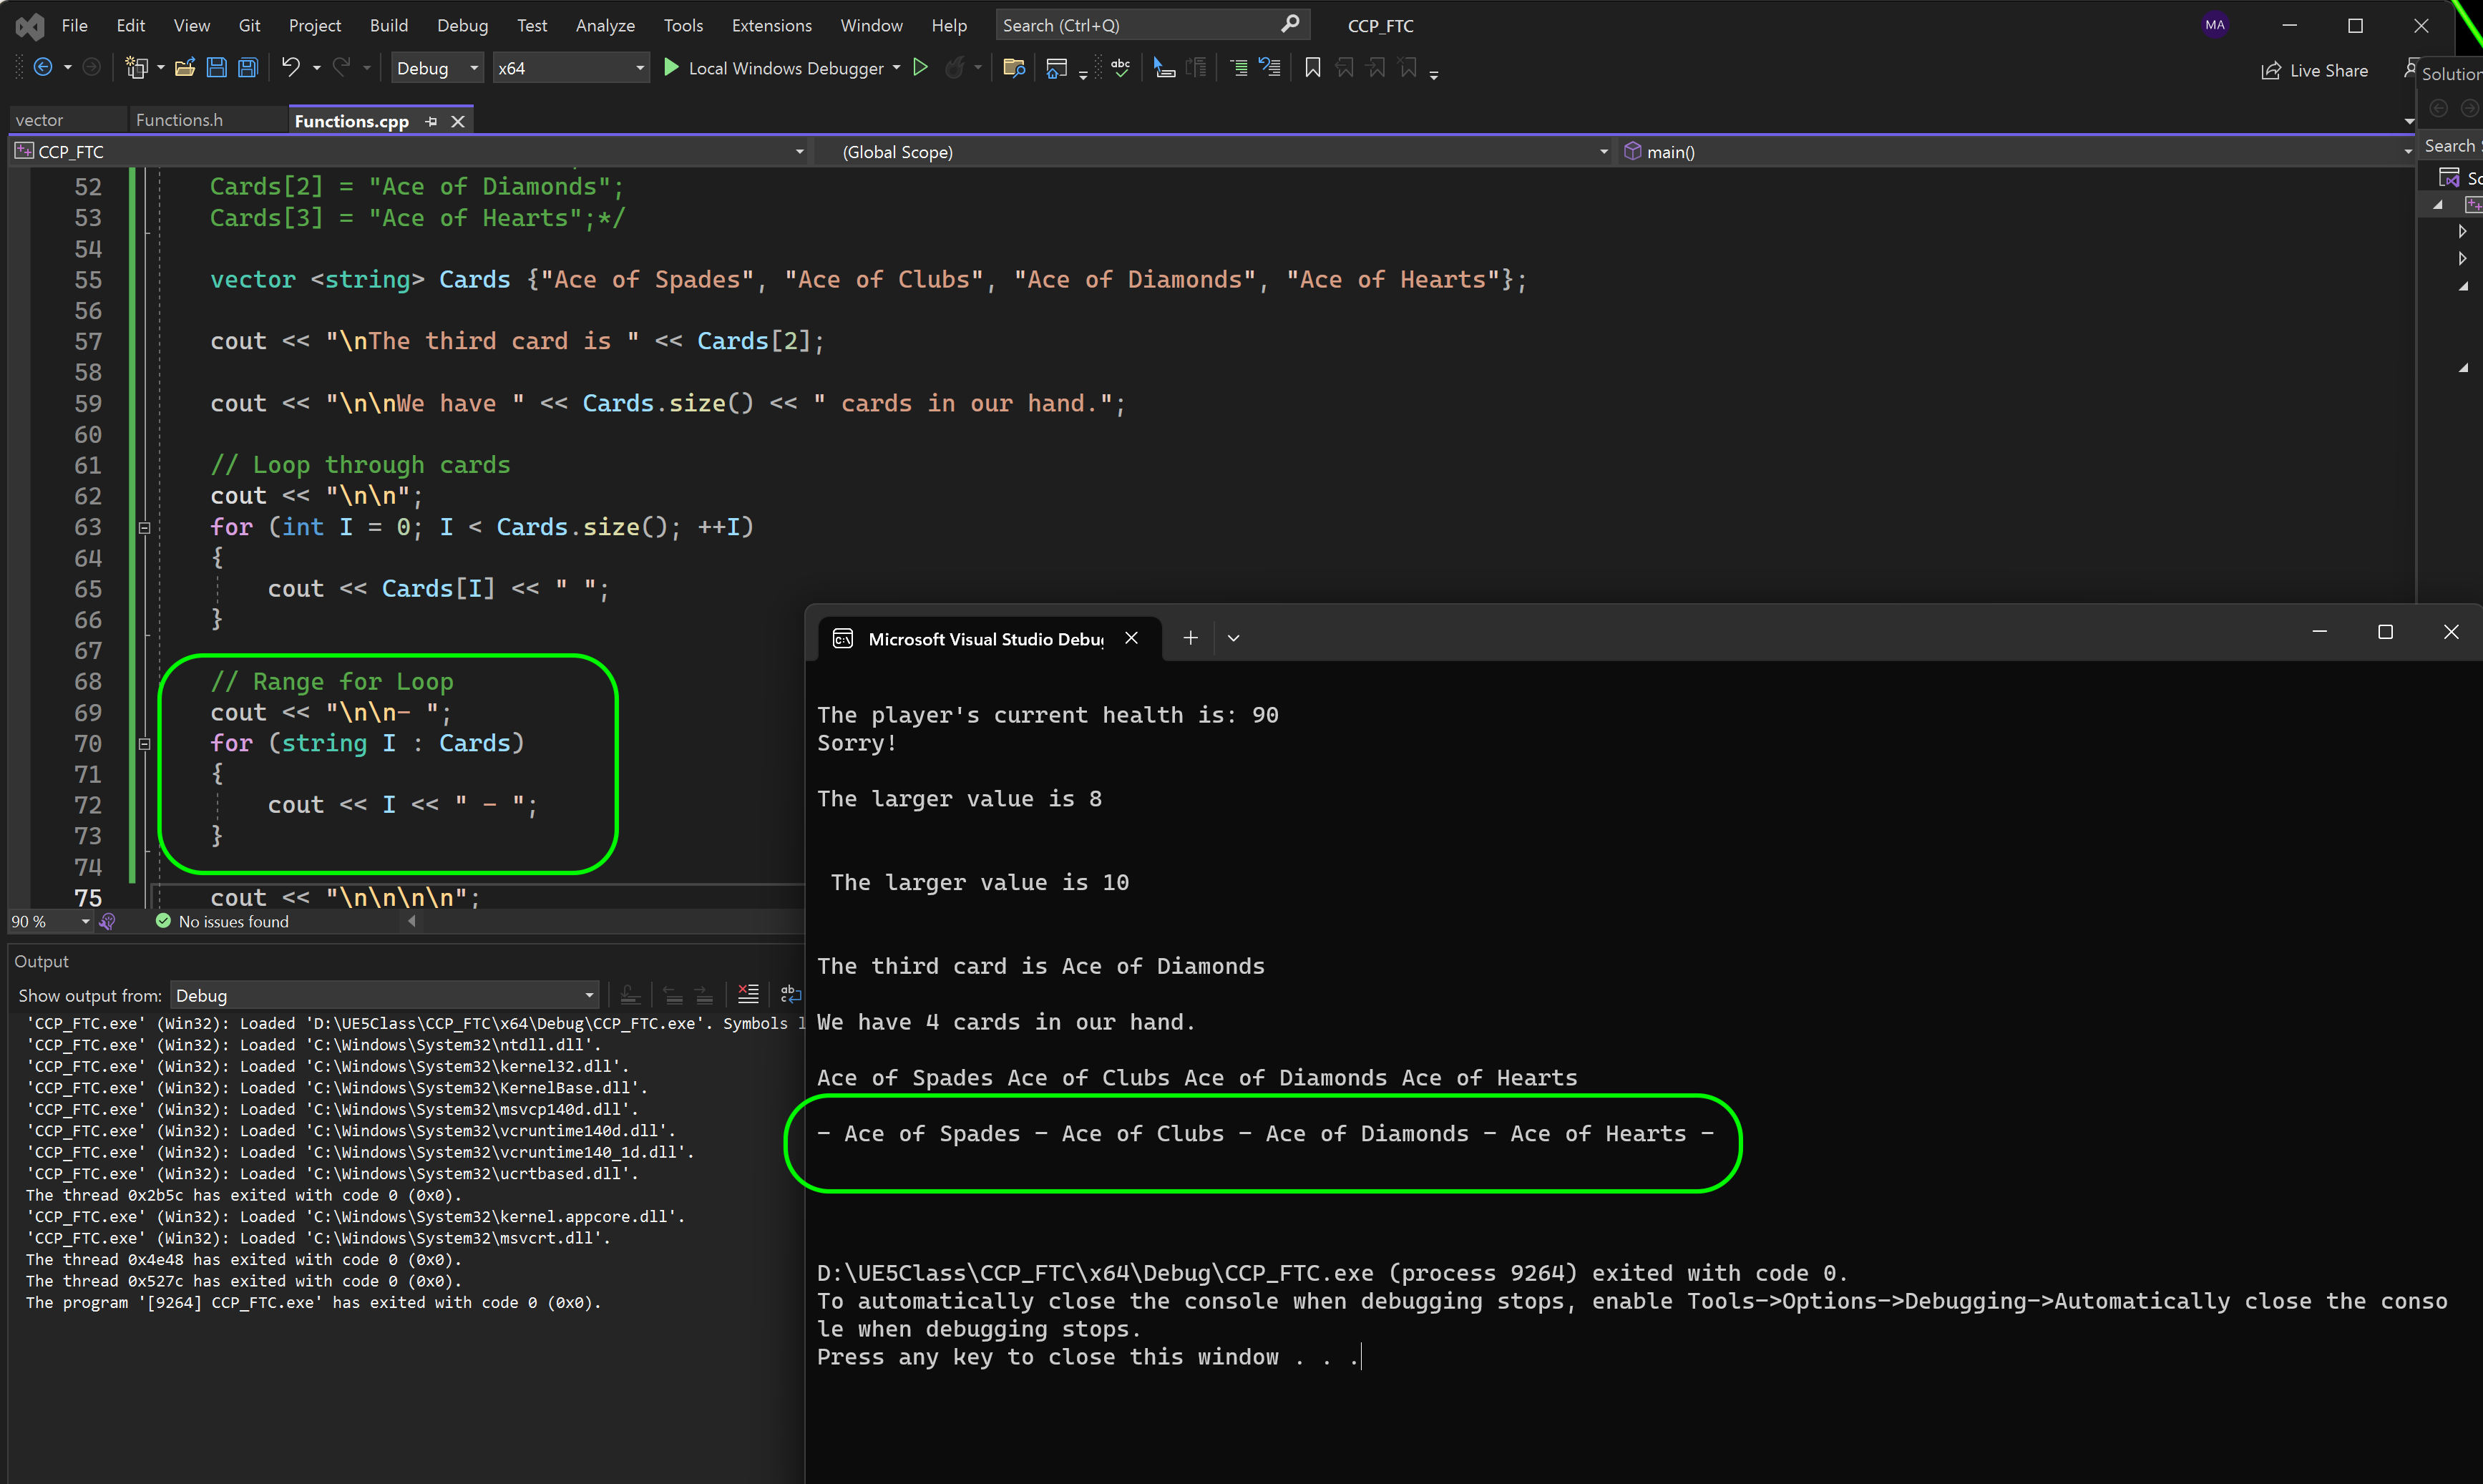 File Edit View Git Project Build Debug Test Analyze Tools Extensions Window Help Search (Ctrl+Q) CCP_FTC MA
Debug x64 Local Windows Debugger Live Share
Solution
vector Functions.h Functions.cpp
CCP_FTC (Global Scope) main()
Search
52 Cards[2] = "Ace of Diamonds";
53 Cards[3] = "Ace of Hearts";*/
54
55 vector <string> Cards {"Ace of Spades", "Ace of Clubs", "Ace of Diamonds", "Ace of Hearts"};
56
57 cout << "\nThe third card is " << Cards[2];
58
59 cout << "\n\nWe have " << Cards.size() << " cards in our hand.";
60
61 // Loop through cards
62 cout << "\n\n";
63 for (int I = 0; I < Cards.size(); ++I)
64 {
65 cout << Cards[I] << " ";
66 }
67
68 // Range for Loop
69 cout << "\n\n- ";
70 for (string I : Cards)
71 {
72 cout << I << " - ";
73 }
74
75 cout << "\n\n\n\n";
90 % No issues found
Output
Show output from: Debug
'CCP_FTC.exe' (Win32): Loaded 'D:\UE5Class\CCP_FTC\x64\Debug\CCP_FTC.exe'. Symbols l
'CCP_FTC.exe' (Win32): Loaded 'C:\Windows\System32\ntdll.dll'.
'CCP_FTC.exe' (Win32): Loaded 'C:\Windows\System32\kernel32.dll'.
'CCP_FTC.exe' (Win32): Loaded 'C:\Windows\System32\KernelBase.dll'.
'CCP_FTC.exe' (Win32): Loaded 'C:\Windows\System32\msvcp140d.dll'.
'CCP_FTC.exe' (Win32): Loaded 'C:\Windows\System32\vcruntime140d.dll'.
'CCP_FTC.exe' (Win32): Loaded 'C:\Windows\System32\vcruntime140_1d.dll'.
'CCP_FTC.exe' (Win32): Loaded 'C:\Windows\System32\ucrtbased.dll'.
The thread 0x2b5c has exited with code 0 (0x0).
'CCP_FTC.exe' (Win32): Loaded 'C:\Windows\System32\kernel.appcore.dll'.
'CCP_FTC.exe' (Win32): Loaded 'C:\Windows\System32\msvcrt.dll'.
The thread 0x4e48 has exited with code 0 (0x0).
The thread 0x527c has exited with code 0 (0x0).
The program '[9264] CCP_FTC.exe' has exited with code 0 (0x0).
Microsoft Visual Studio Debu
The player's current health is: 90
Sorry!
The larger value is 8
The larger value is 10
The third card is Ace of Diamonds
We have 4 cards in our hand.
Ace of Spades Ace of Clubs Ace of Diamonds Ace of Hearts
- Ace of Spades - Ace of Clubs - Ace of Diamonds - Ace of Hearts -
D:\UE5Class\CCP_FTC\x64\Debug\CCP_FTC.exe (process 9264) exited with code 0.
To automatically close the console when debugging stops, enable Tools->Options->Debugging->Automatically close the conso
le when debugging stops.
Press any key to close this window . . .